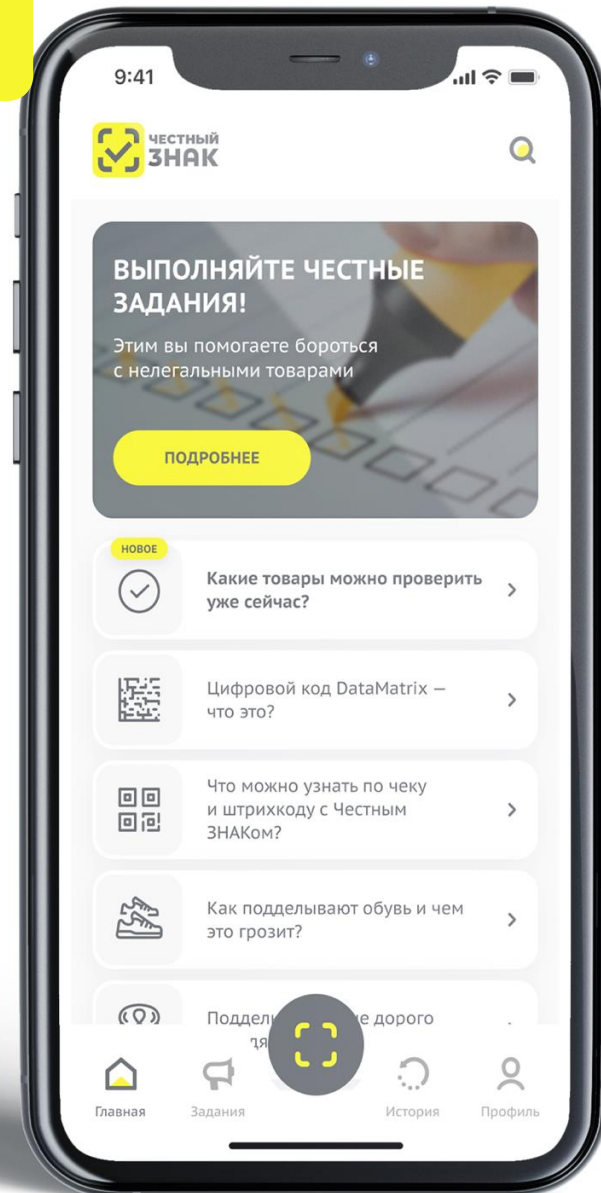 9:41
ЧЕСТНЫЙ
ЗНАК
ВЫПОЛНЯЙТЕ ЧЕСТНЫЕ
ЗАДАНИЯ!
Этим вы помогаете бороться
с нелегальными товарами
ПОДРОБНЕЕ
НОВОЕ
Какие товары можно проверить
уже сейчас?
Цифровой код DataMatrix —
что это?
Что можно узнать по чеку
и штрихкоду с Честным
ЗНАКом?
Как подделывают обувь и чем
это грозит?
дорого
Главная
Задания
История
Профиль